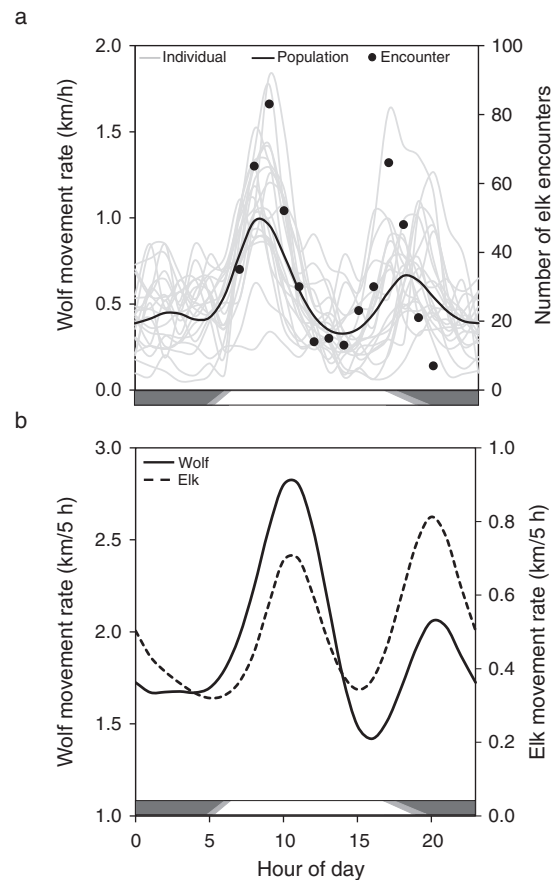 a
Individual Population Encounter
Wolf movement rate (km/h)
2.0
1.5
1.0
0.5
0.0
Number of elk encounters
100
80
60
40
20
0
b
Wolf
Elk
Wolf movement rate (km/5 h)
3.0
2.5
2.0
1.5
1.0
Elk movement rate (km/5 h)
1.0
0.8
0.6
0.4
0.2
0.0
0 5 10 15 20
Hour of day